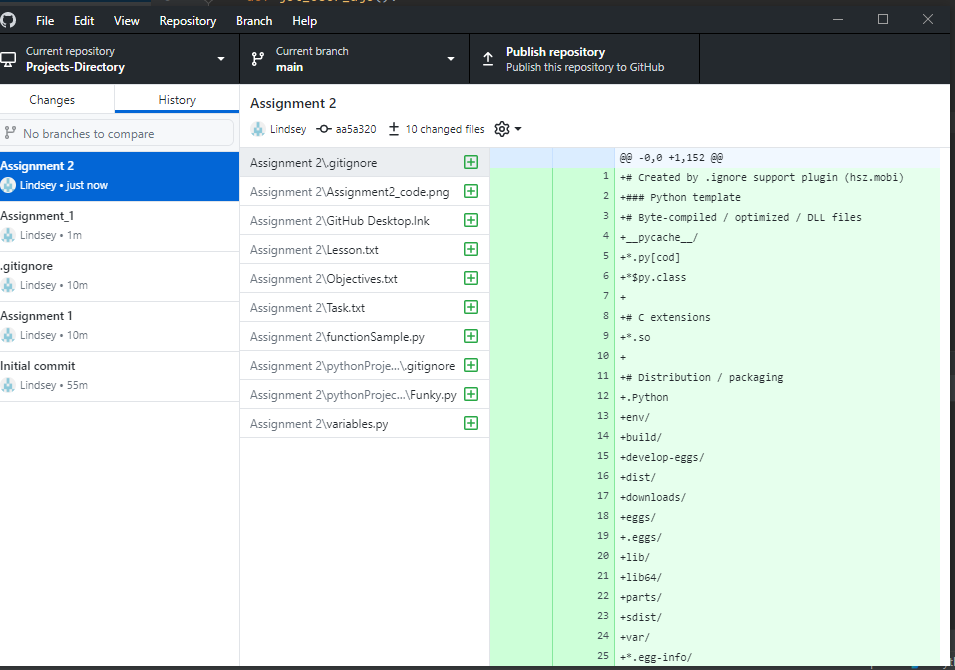 File Edit View Repository Branch Help
Current repository
Projects-Directory
Current branch
main
Publish repository
Publish this repository to GitHub
Changes
History
No branches to compare
Assignment 2
Lindsey • just now
Assignment_1
Lindsey • 1m
.gitignore
Lindsey • 10m
Assignment 1
Lindsey • 10m
Initial commit
Lindsey • 55m
Assignment 2
Lindsey aa5a320 10 changed files
Assignment 2\.gitignore
Assignment 2\Assignment2_code.png
Assignment 2\GitHub Desktop.lnk
Assignment 2\Lesson.txt
Assignment 2\Objectives.txt
Assignment 2\Task.txt
Assignment 2\functionSample.py
Assignment 2\pythonProje...\.gitignore
Assignment 2\pythonProjec...\Funky.py
Assignment 2\variables.py
@@ -0,0 +1,152 @@
1 +# Created by .ignore support plugin (hsz.mobi)
2 +### Python template
3 +# Byte-compiled / optimized / DLL files
4 +__pycache__/
5 +*.py[cod]
6 +*$py.class
7 +
8 +# C extensions
9 +*.so
10 +
11 +# Distribution / packaging
12 +.Python
13 +env/
14 +build/
15 +develop-eggs/
16 +dist/
17 +downloads/
18 +eggs/
19 +.eggs/
20 +lib/
21 +lib64/
22 +parts/
23 +sdist/
24 +var/
25 +*.egg-info/